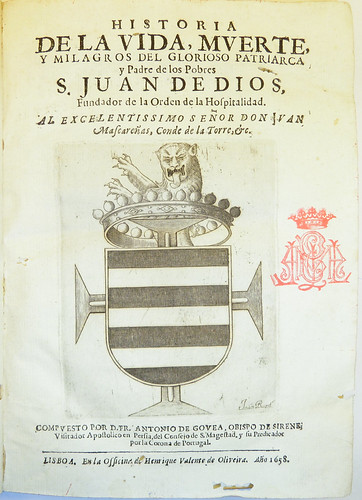 HISTORIA
DE LA VIDA, MVERTE,
Y MILAGROS DEL GLORIOSO PATRIARCA
y Padre de los Pobres
S. JUAN DE DIOS,
Fundador de la Orden de la Hoſpitalidad.
AL EXCELENTISSIMO SEÑOR DON IVAN
Maſcareñas, Conde de la Torre, &c.
COMPVESTO POR D. FR. ANTONIO DE GOVEA, OBISPO DE SIRENE,
Viſitador Apoſtolico en Perſia, del Conſejo de S. Mageſtad, y ſu Predicador
por la Corona de Portugal.
LISBOA. En la Officina de Henrique Valente de Oliveira. Año 1658.